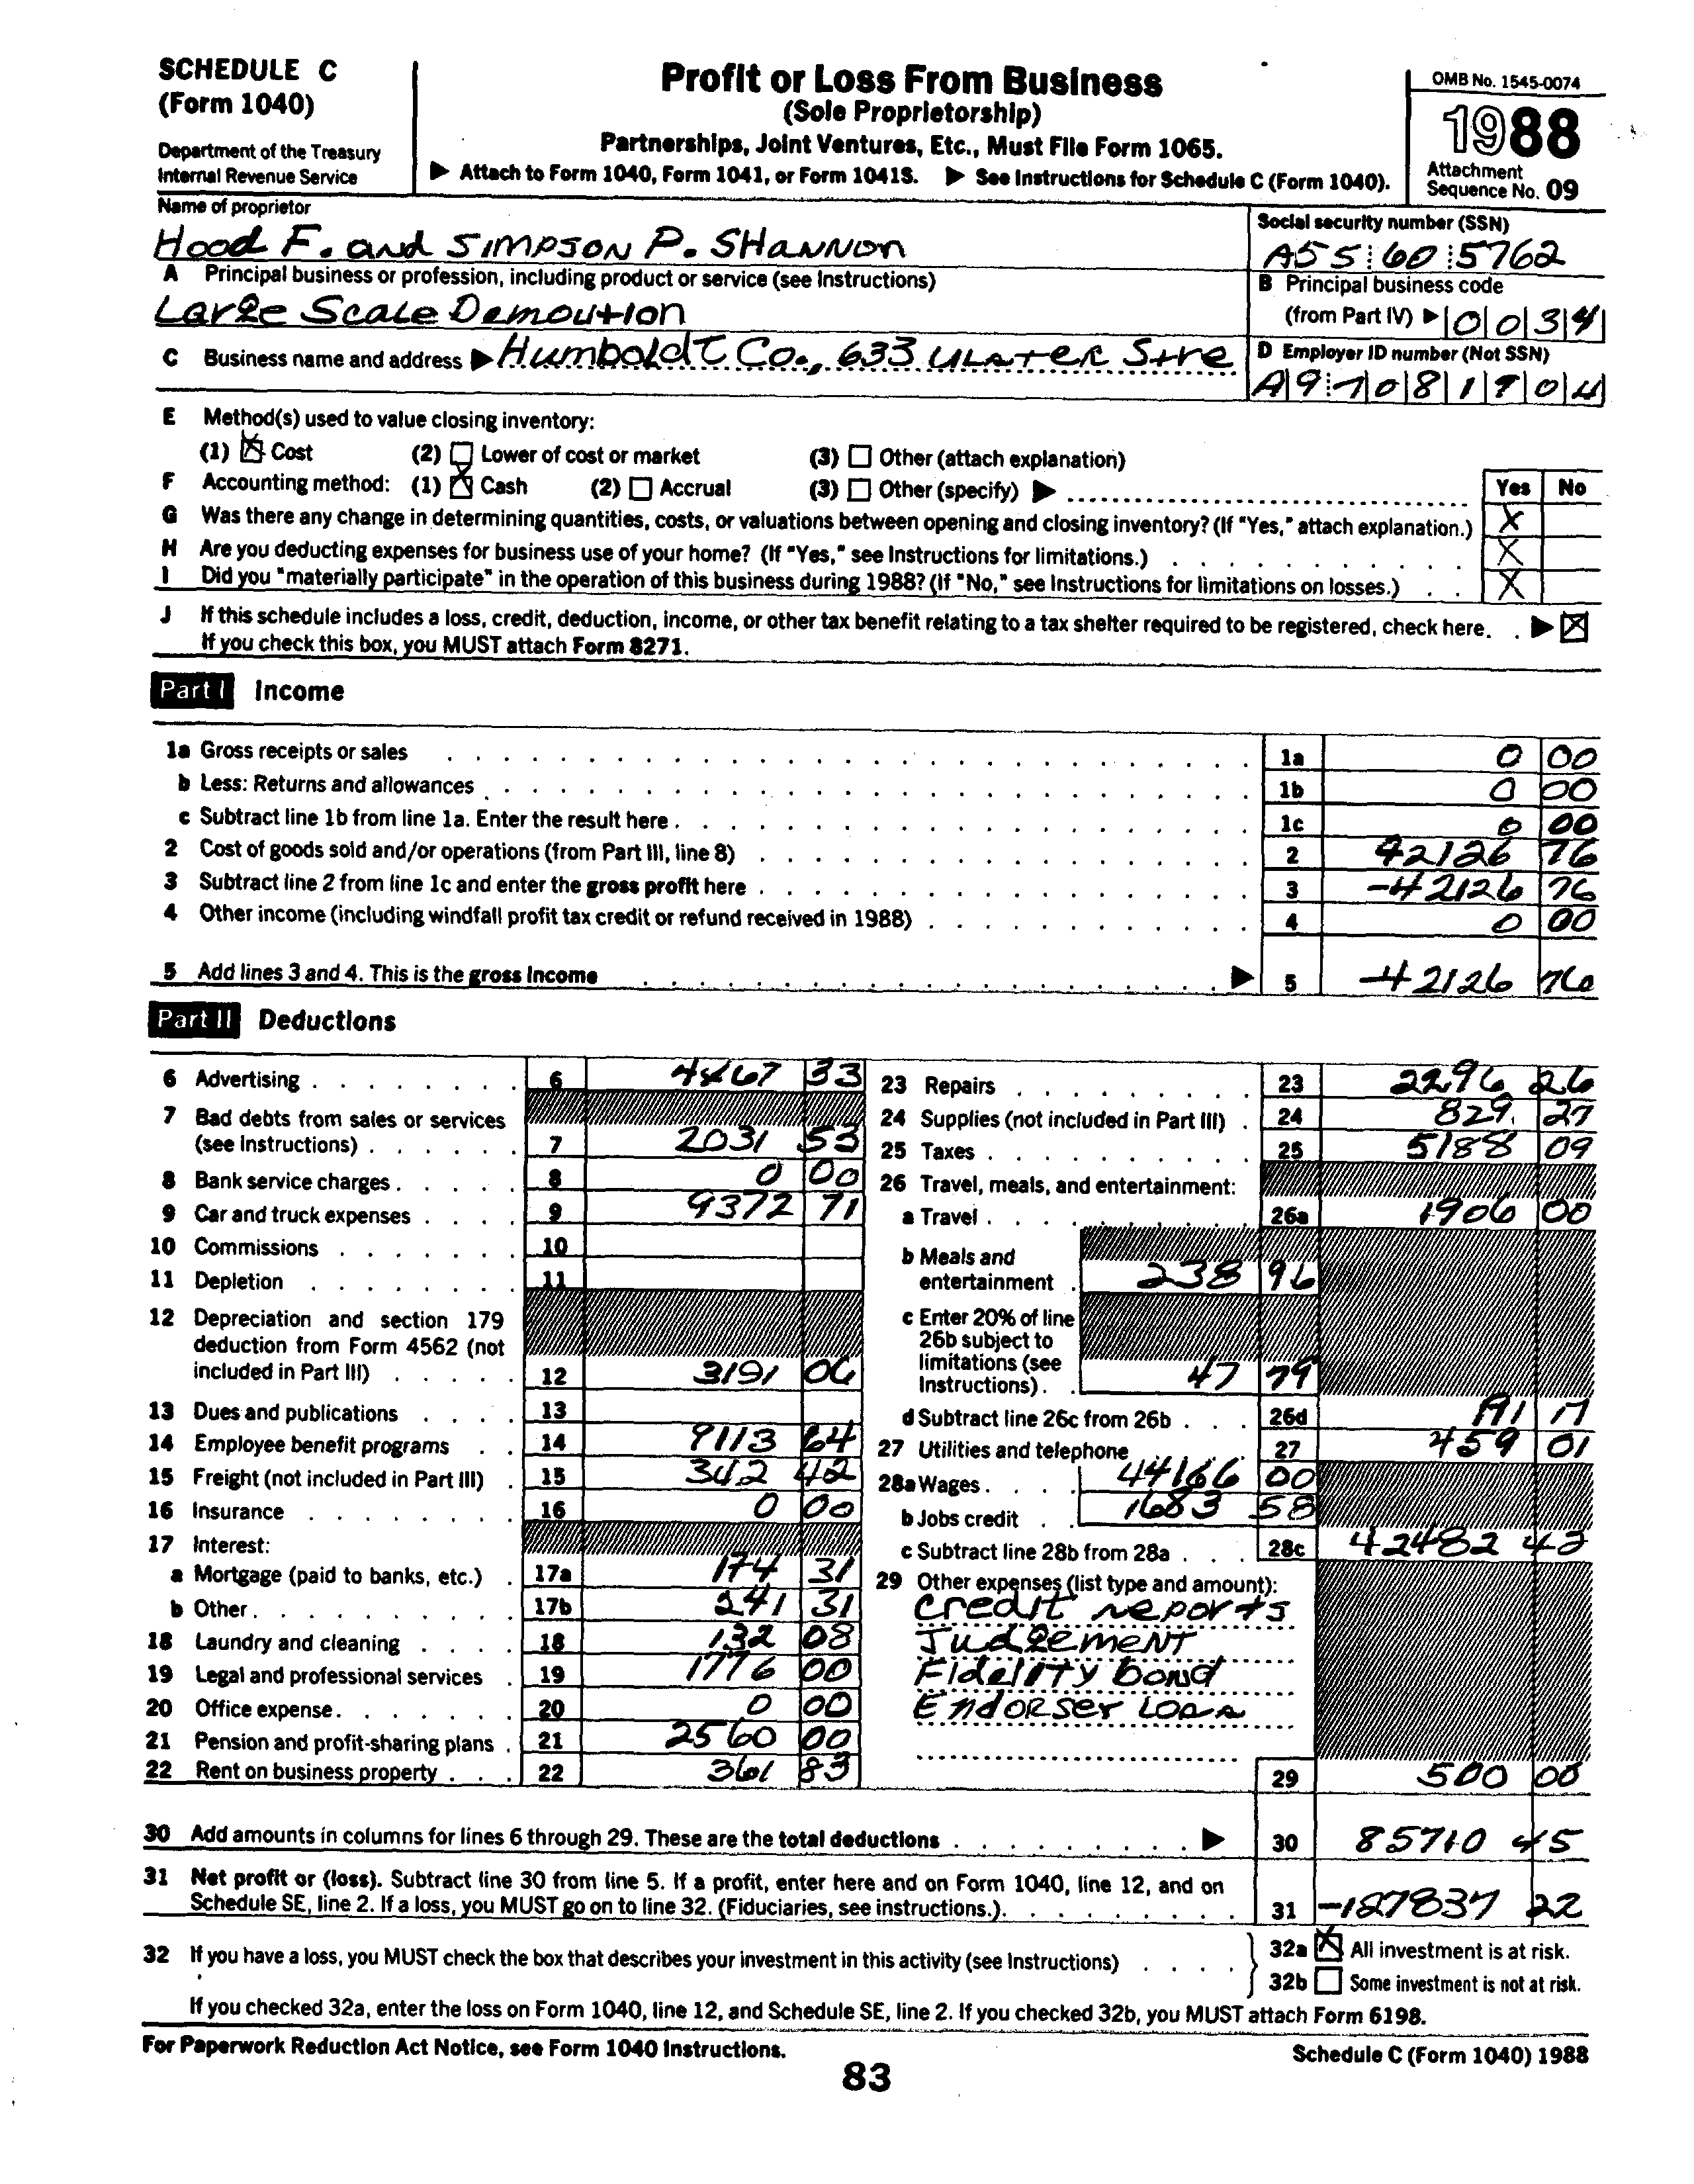 SCHEDULE C
(Form 1040)
Department of the Treasury
Internal Revenue Service
Profit or Loss From Business
(Sole Proprietorship)
Partnerships, Joint Ventures, Etc., Must File Form 1065.
▶ Attach to Form 1040, Form 1041, or Form 1041S. ▶ See Instructions for Schedule C (Form 1040).
OMB No. 1545-0074
1988
Attachment
Sequence No. 09
Name of proprietor
Hood F. and SIMPSON P. SHANNON
Social security number (SSN)
A55 60 5762
A Principal business or profession, including product or service (see Instructions)
Large Scale Demoution
B Principal business code
(from Part IV) ▶ 0034
C Business name and address ▶ Humboldt Co., 633 ULATER Stre
D Employer ID number (Not SSN)
A9 7081904
E Method(s) used to value closing inventory:
(1) ☒ Cost (2) ☐ Lower of cost or market (3) ☐ Other (attach explanation)
F Accounting method: (1) ☒ Cash (2) ☐ Accrual (3) ☐ Other (specify) ▶
Yes No
G Was there any change in determining quantities, costs, or valuations between opening and closing inventory? (If "Yes," attach explanation.) X
H Are you deducting expenses for business use of your home? (If "Yes," see Instructions for limitations.) X
I Did you "materially participate" in the operation of this business during 1988? (If "No," see Instructions for limitations on losses.) X
J If this schedule includes a loss, credit, deduction, income, or other tax benefit relating to a tax shelter required to be registered, check here. ▶ ☒
If you check this box, you MUST attach Form 8271.
Part I Income
1a Gross receipts or sales 1a 0 00
b Less: Returns and allowances 1b 0 00
c Subtract line 1b from line 1a. Enter the result here 1c 0 00
2 Cost of goods sold and/or operations (from Part III, line 8) 2 42126 76
3 Subtract line 2 from line 1c and enter the gross profit here 3 -42126 76
4 Other income (including windfall profit tax credit or refund received in 1988) 4 0 00
5 Add lines 3 and 4. This is the gross income ▶ 5 -42126 76
Part II Deductions
6 Advertising 6 4467 33
7 Bad debts from sales or services
(see Instructions) 7 2031 53
8 Bank service charges 8 0 00
9 Car and truck expenses 9 9372 71
10 Commissions 10
11 Depletion 11
12 Depreciation and section 179
deduction from Form 4562 (not
included in Part III) 12 3191 06
13 Dues and publications 13
14 Employee benefit programs 14 9113 64
15 Freight (not included in Part III) 15 342 42
16 Insurance 16 0 00
17 Interest:
a Mortgage (paid to banks, etc.) 17a 174 31
b Other 17b 241 31
18 Laundry and cleaning 18 132 08
19 Legal and professional services 19 1776 00
20 Office expense 20 0 00
21 Pension and profit-sharing plans 21 2560 00
22 Rent on business property 22 361 83
23 Repairs 23 2296 26
24 Supplies (not included in Part III) 24 829 27
25 Taxes 25 5188 09
26 Travel, meals, and entertainment:
a Travel 26a 1906 00
b Meals and
entertainment 238 96
c Enter 20% of line
26b subject to
limitations (see
Instructions) 47 79
d Subtract line 26c from 26b 26d 191 17
27 Utilities and telephone 27 459 01
28a Wages 44166 00
b Jobs credit 1683 58
c Subtract line 28b from 28a 28c 42482 42
29 Other expenses (list type and amount):
Credit reports
Judgement
Fidelity bond
Endorser Loan
29 500 00
30 Add amounts in columns for lines 6 through 29. These are the total deductions ▶ 30 85710 45
31 Net profit or (loss). Subtract line 30 from line 5. If a profit, enter here and on Form 1040, line 12, and on
Schedule SE, line 2. If a loss, you MUST go on to line 32. (Fiduciaries, see instructions.) 31 -127837 22
32 If you have a loss, you MUST check the box that describes your investment in this activity (see Instructions)
32a ☒ All investment is at risk.
32b ☐ Some investment is not at risk.
If you checked 32a, enter the loss on Form 1040, line 12, and Schedule SE, line 2. If you checked 32b, you MUST attach Form 6198.
For Paperwork Reduction Act Notice, see Form 1040 Instructions.
Schedule C (Form 1040) 1988
83